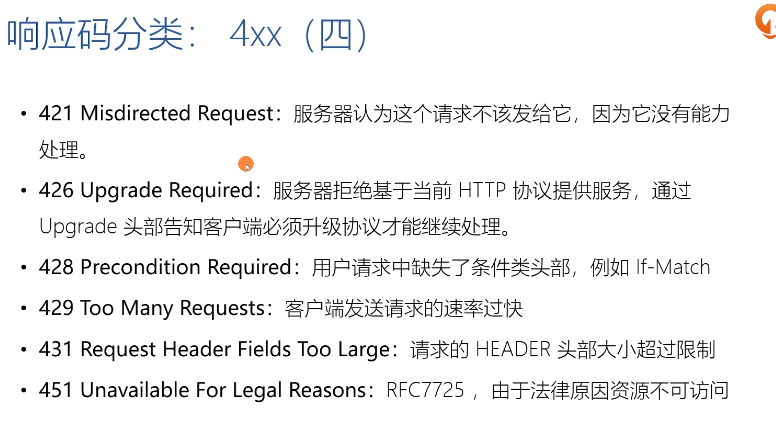 响应码分类： 4xx（四）
• 421 Misdirected Request：服务器认为这个请求不该发给它，因为它没有能力
处理。
• 426 Upgrade Required：服务器拒绝基于当前 HTTP 协议提供服务，通过
Upgrade 头部告知客户端必须升级协议才能继续处理。
• 428 Precondition Required：用户请求中缺失了条件类头部，例如 If-Match
• 429 Too Many Requests：客户端发送请求的速率过快
• 431 Request Header Fields Too Large：请求的 HEADER 头部大小超过限制
• 451 Unavailable For Legal Reasons：RFC7725 ，由于法律原因资源不可访问